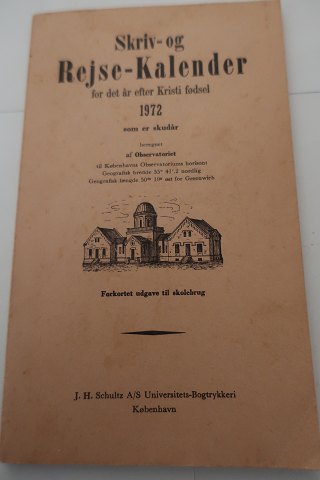 Skriv- og
Rejse-Kalender
for det år efter Kristi fødsel
1972
som er skudår
beregnet
af Observatoriet
til Københavns Observatoriums horisont
Geografisk bredde 55° 41′.2 nordlig
Geografisk længde 50ᵐ 19ˢ øst for Greenwich
Forkortet udgave til skolebrug
J. H. Schultz A/S Universitets-Bogtrykkeri
København